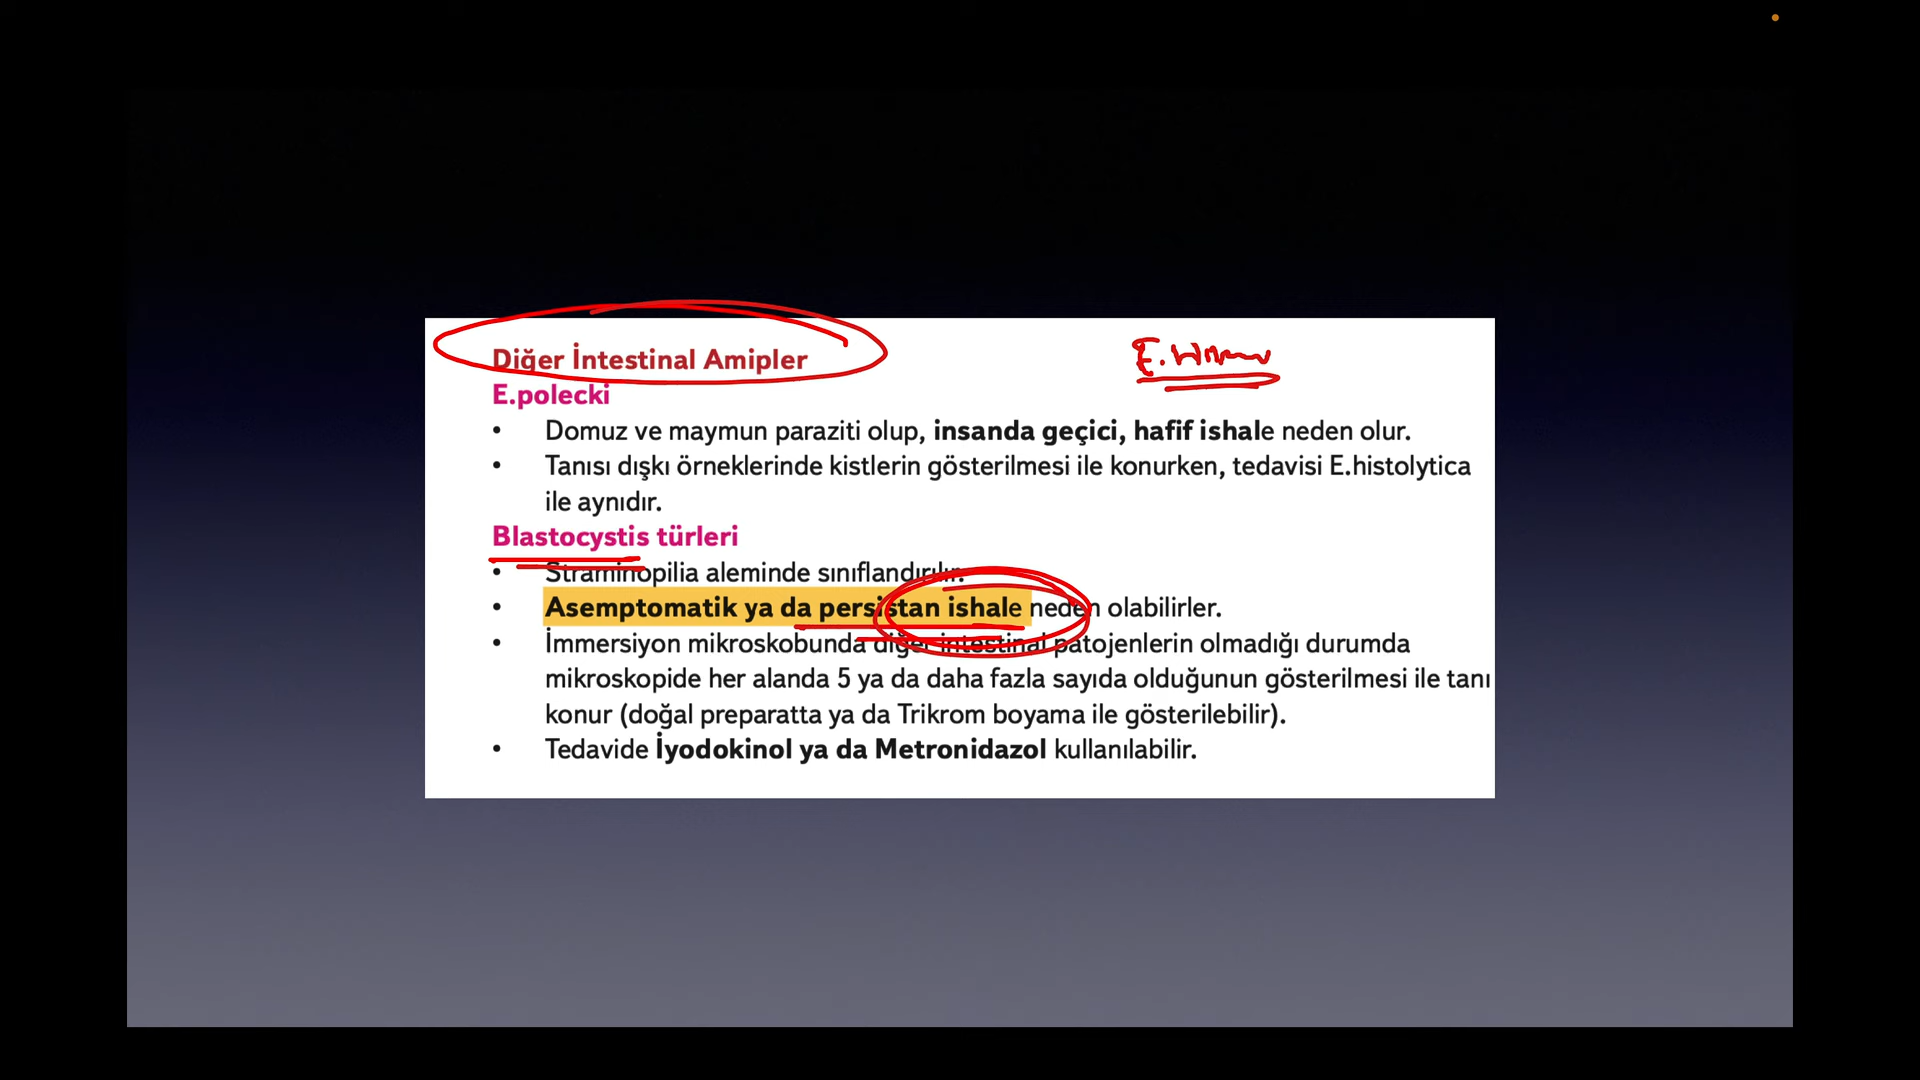 Diğer İntestinal Amipler
E.polecki
• Domuz ve maymun paraziti olup, insanda geçici, hafif ishale neden olur.
• Tanısı dışkı örneklerinde kistlerin gösterilmesi ile konurken, tedavisi E.histolytica
ile aynıdır.
Blastocystis türleri
• Straminopilia aleminde sınıflandırılır.
• Asemptomatik ya da persistan ishale neden olabilirler.
• İmmersiyon mikroskobunda diğer intestinal patojenlerin olmadığı durumda
mikroskopide her alanda 5 ya da daha fazla sayıda olduğunun gösterilmesi ile tanı
konur (doğal preparatta ya da Trikrom boyama ile gösterilebilir).
• Tedavide İyodokinol ya da Metronidazol kullanılabilir.